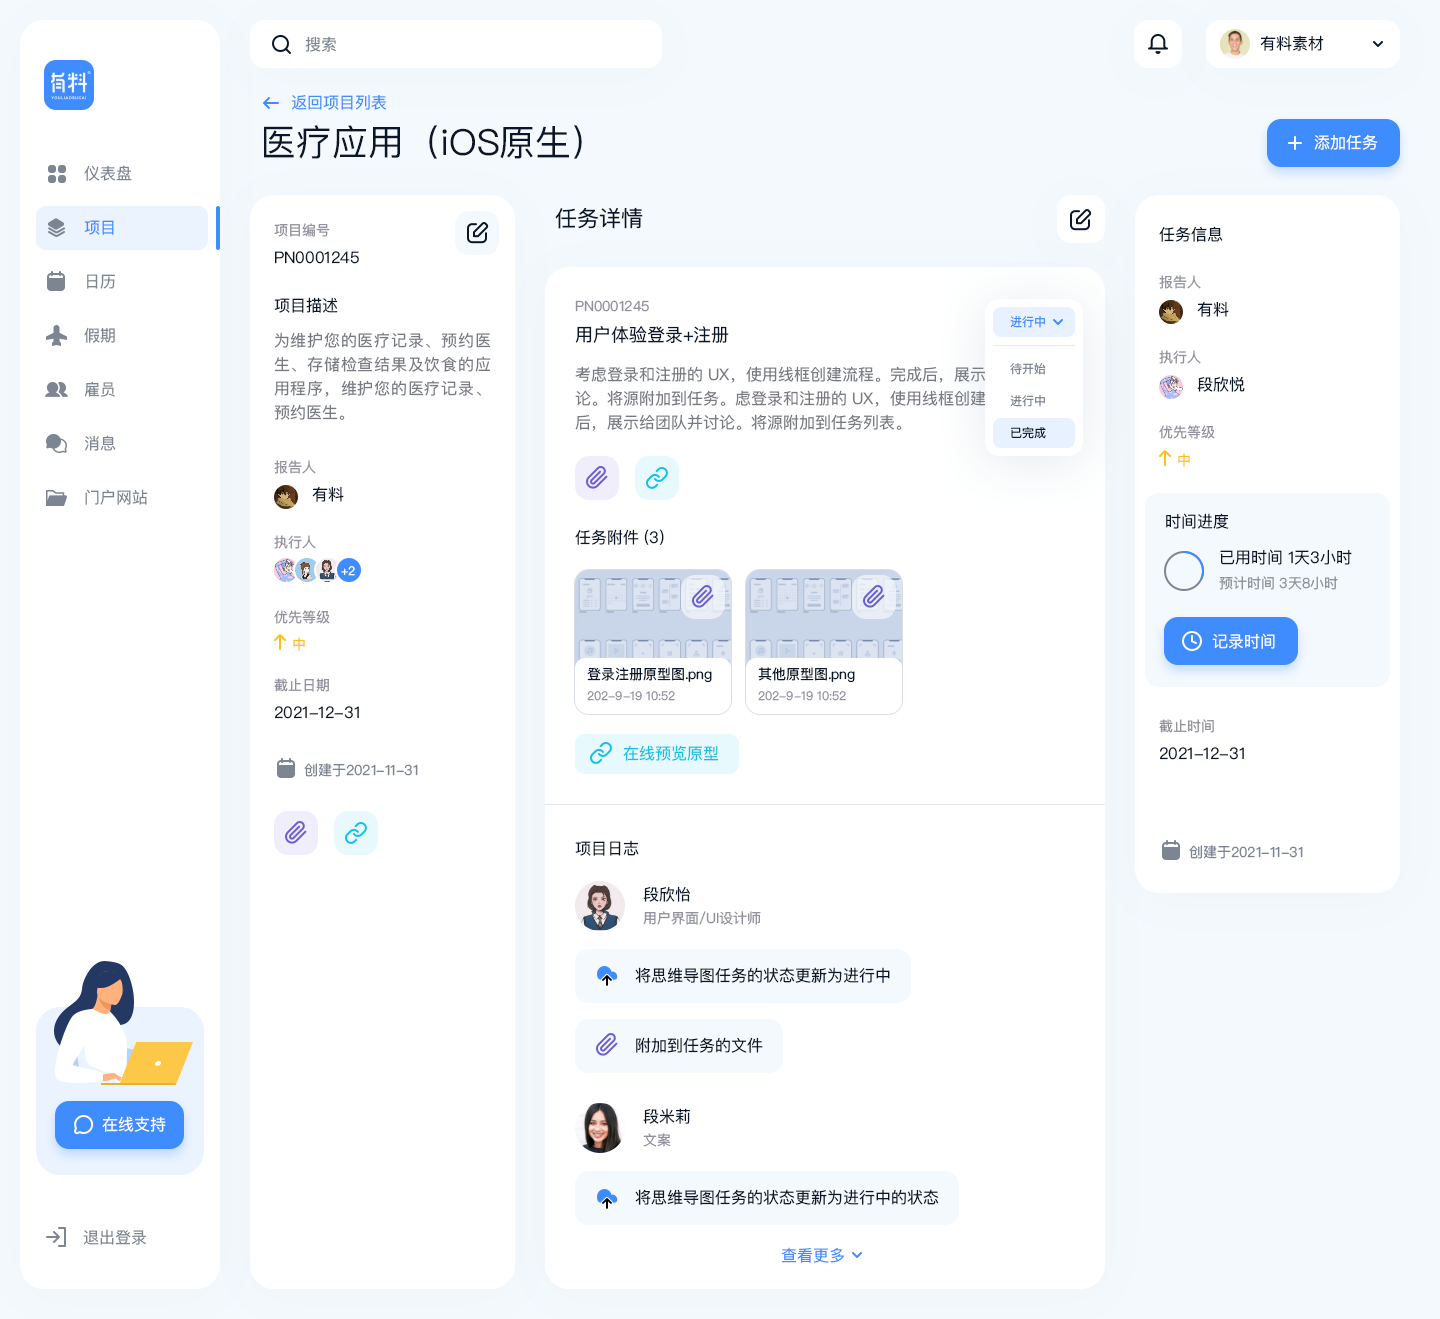 有料
YOULIAOSUCAI
仪表盘
项目
日历
假期
雇员
消息
门户网站
在线支持
退出登录
搜索
有料素材
返回项目列表
医疗应用（iOS原生）
添加任务
项目编号
PN0001245
项目描述
为维护您的医疗记录、预约医
生、存储检查结果及饮食的应
用程序，维护您的医疗记录、
预约医生。
报告人
有料
执行人
+2
优先等级
中
截止日期
2021-12-31
创建于2021-11-31
任务详情
PN0001245
用户体验登录+注册
考虑登录和注册的 UX，使用线框创建流程。完成后，展示
论。将源附加到任务。虑登录和注册的 UX，使用线框创建
后，展示给团队并讨论。将源附加到任务列表。
进行中
待开始
进行中
已完成
任务附件 (3)
登录注册原型图.png
202-9-19 10:52
其他原型图.png
202-9-19 10:52
在线预览原型
项目日志
段欣怡
用户界面/UI设计师
将思维导图任务的状态更新为进行中
附加到任务的文件
段米莉
文案
将思维导图任务的状态更新为进行中的状态
查看更多
任务信息
报告人
有料
执行人
段欣悦
优先等级
中
时间进度
已用时间 1天3小时
预计时间 3天8小时
记录时间
截止时间
2021-12-31
创建于2021-11-31